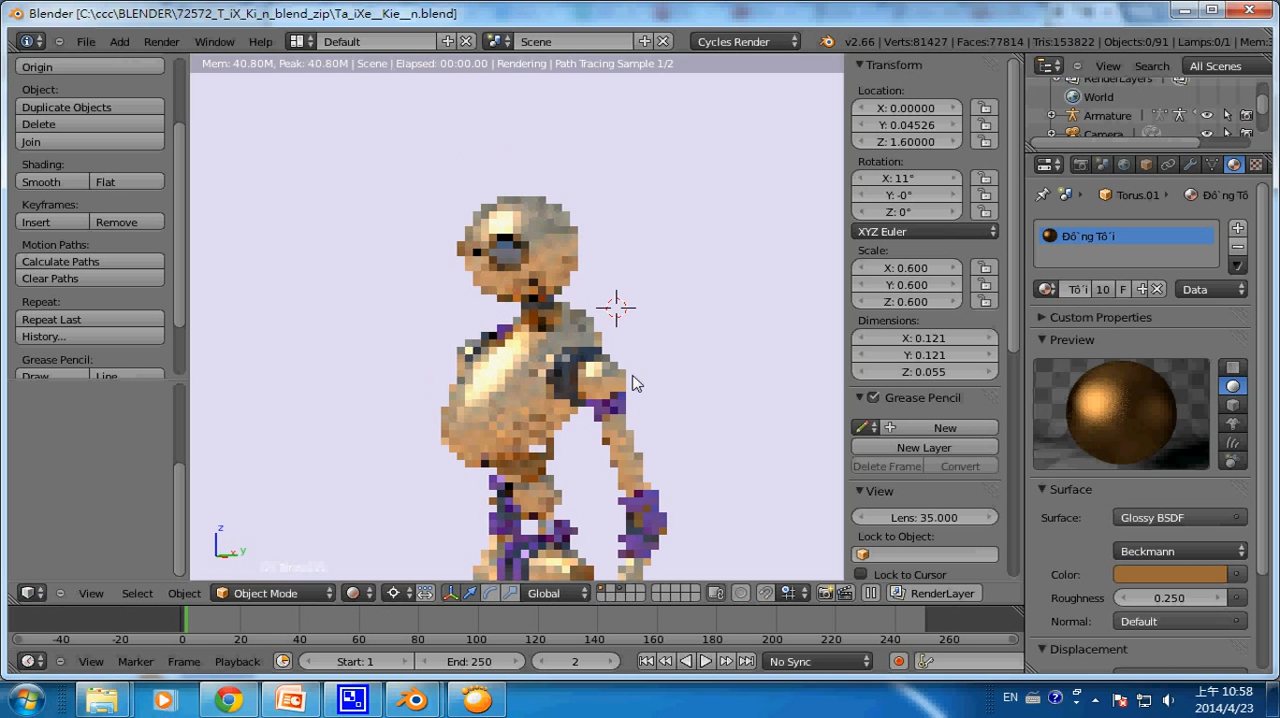 Blender [C:\ccc\BLENDER\72572_T_iX_Ki_n_blend_zip\Ta_iXe__Kie__n.blend]
File Add Render Window Help Default Scene Cycles Render v2.66 | Verts:81427 | Faces:77814 | Tris:153822 | Objects:0/91 | Lamps:0/1 | Mem:
Mem: 40.80M, Peak: 40.80M | Scene | Elapsed: 00:00.00 | Rendering | Path Tracing Sample 1/2
Origin
Object:
Duplicate Objects
Delete
Join
Shading:
Smooth Flat
Keyframes:
Insert Remove
Motion Paths:
Calculate Paths
Clear Paths
Repeat:
Repeat Last
History...
Grease Pencil:
Draw Line
z
y
Transform
Location:
X: 0.00000
Y: 0.04526
Z: 1.60000
Rotation:
X: 11°
Y: -0°
Z: 0°
XYZ Euler
Scale:
X: 0.600
Y: 0.600
Z: 0.600
Dimensions:
X: 0.121
Y: 0.121
Z: 0.055
Grease Pencil
New
New Layer
Delete Frame Convert
View
Lens: 35.000
Lock to Object:
Lock to Cursor
View Search All Scenes
RenderLayers
World
Armature
Camera
Torus.01 Đô`ng Tô
Đô`ng Tô´i
Tô´i 10 F Data
Custom Properties
Preview
Surface
Surface: Glossy BSDF
Beckmann
Color:
Roughness 0.250
Normal: Default
Displacement
View Select Object Object Mode Global RenderLayer
-40 -20 0 20 40 60 80 100 120 140 160 180 200 220 240 260
View Marker Frame Playback Start: 1 End: 250 2 No Sync
EN 上午 10:58
2014/4/23